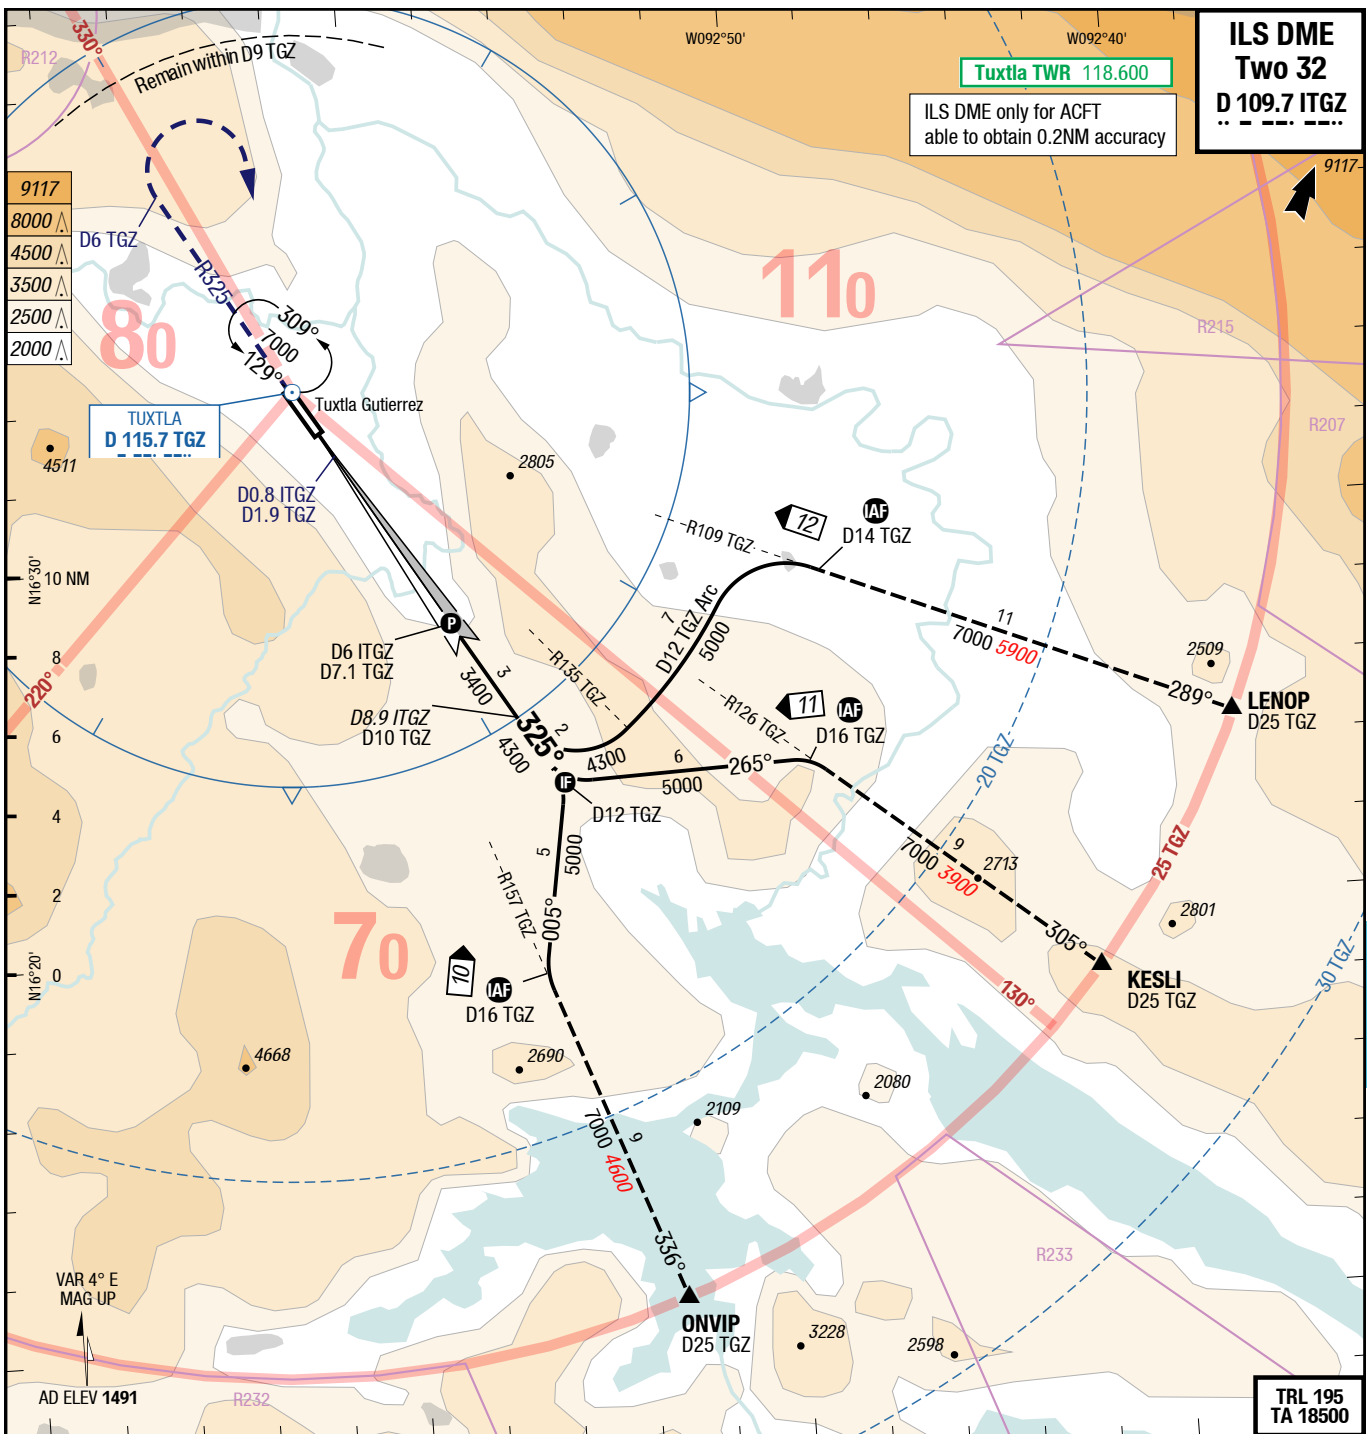 ILS DME
Two 32
D 109.7 ITGZ
W092°50'
W092°40'
Tuxtla TWR 118.600
ILS DME only for ACFT
able to obtain 0.2NM accuracy
R212
330°
Remain within D9 TGZ
9117
9117
8000
4500
3500
2500
2000
D6 TGZ
R325
80
110
R215
R207
309°
7000
129°
Tuxtla Gutierrez
TUXTLA
D 115.7 TGZ
4511
2805
D0.8 ITGZ
D1.9 TGZ
R109 TGZ
12
IAF
D14 TGZ
N16°30'
10 NM
8
6
4
2
0
N16°20'
220°
P
D6 ITGZ
D7.1 TGZ
3
3400
D8.9 ITGZ
D10 TGZ
325°
4300
2
R135 TGZ
7
D12 TGZ Arc
5000
4300
11
7000 5900
289°
2509
LENOP
D25 TGZ
R126 TGZ
11
IAF
D16 TGZ
6
265°
5000
IF
D12 TGZ
20 TGZ
25 TGZ
30 TGZ
9
7000 3900
2713
305°
2801
KESLI
D25 TGZ
130°
5
5000
005°
R157 TGZ
70
10
IAF
D16 TGZ
4668
2690
2109
2080
9
7000 4600
336°
ONVIP
D25 TGZ
3228
2598
R233
R232
VAR 4° E
MAG UP
AD ELEV 1491
TRL 195
TA 18500